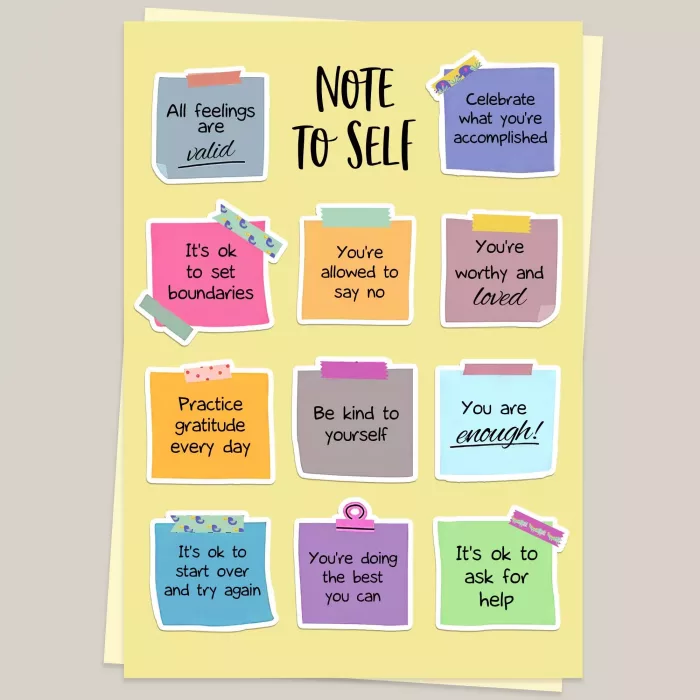 NOTE
TO SELF
All feelings
are
valid
Celebrate
what you're
accomplished
It's ok
to set
boundaries
You're
allowed to
say no
You're
worthy and
loved
Practice
gratitude
every day
Be kind to
yourself
You are
enough!
It's ok to
start over
and try again
You're doing
the best
you can
It's ok to
ask for
help